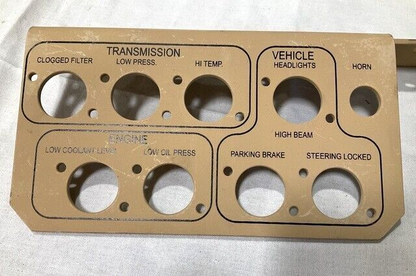 TRANSMISSION
CLOGGED FILTER LOW PRESS. HI TEMP.
VEHICLE
HEADLIGHTS HORN
HIGH BEAM
ENGINE
LOW COOLANT LEVEL LOW OIL PRESS
PARKING BRAKE STEERING LOCKED